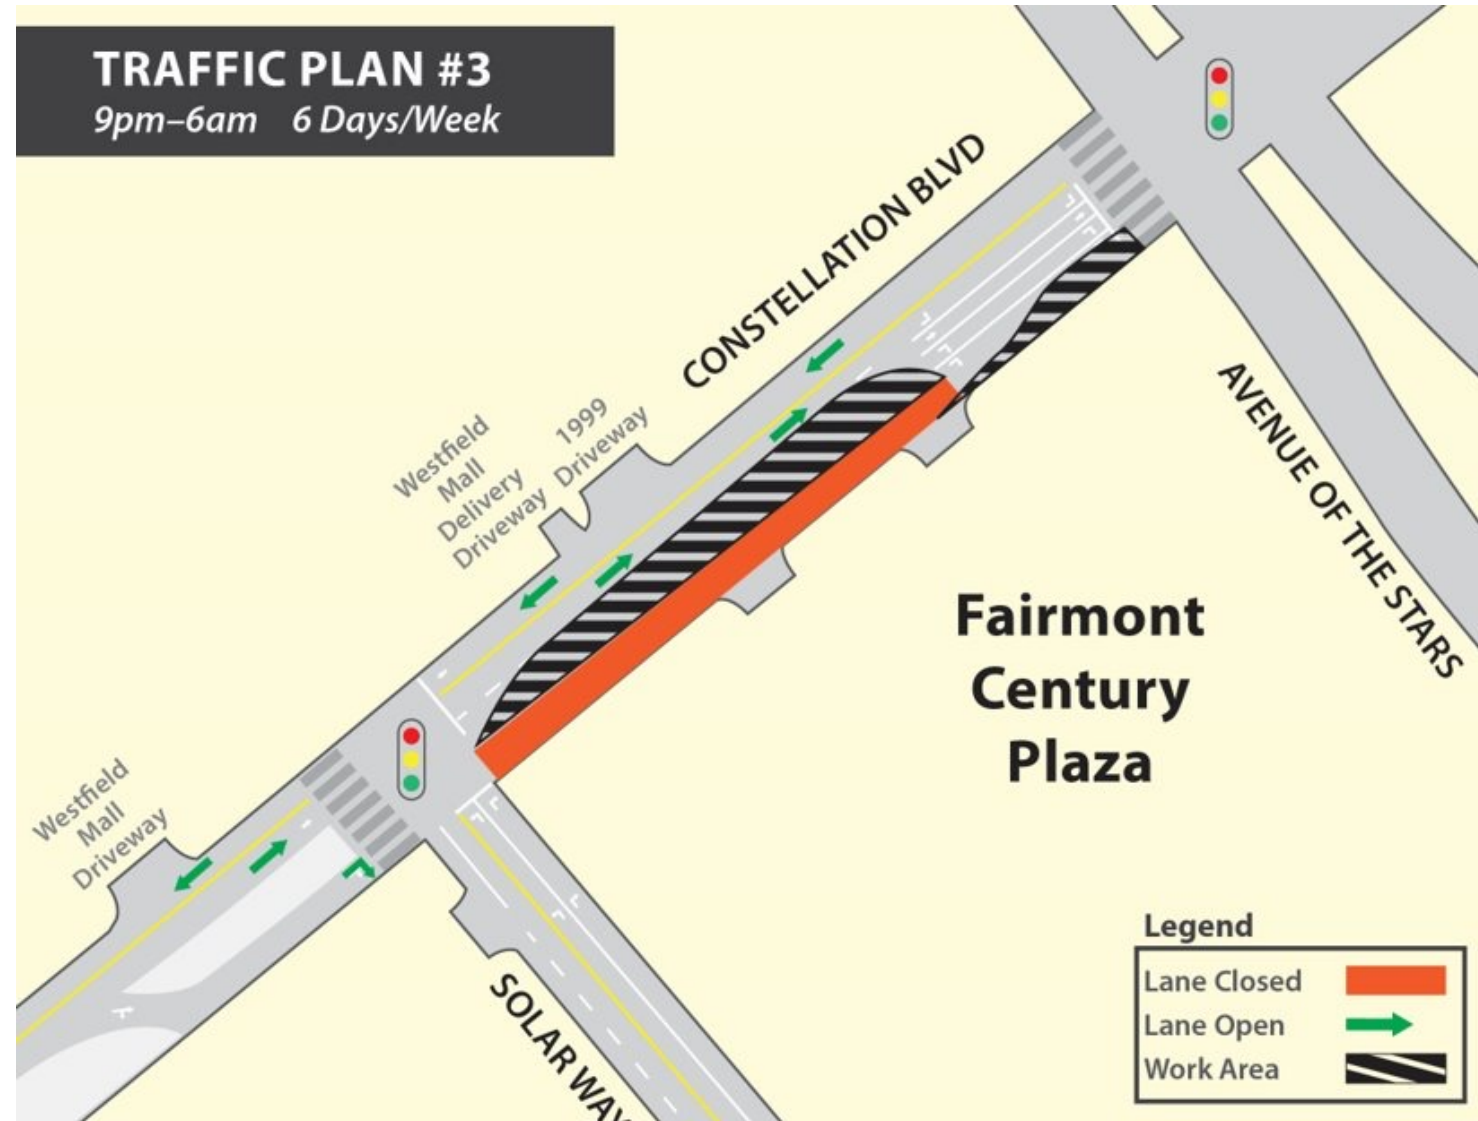 TRAFFIC PLAN #3
9pm–6am 6 Days/Week
CONSTELLATION BLVD
1999
Driveway
Westfield
Mall
Delivery
Driveway
AVENUE OF THE STARS
Fairmont
Century
Plaza
Westfield
Mall
Driveway
SOLAR WAY
Legend
Lane Closed
Lane Open
Work Area